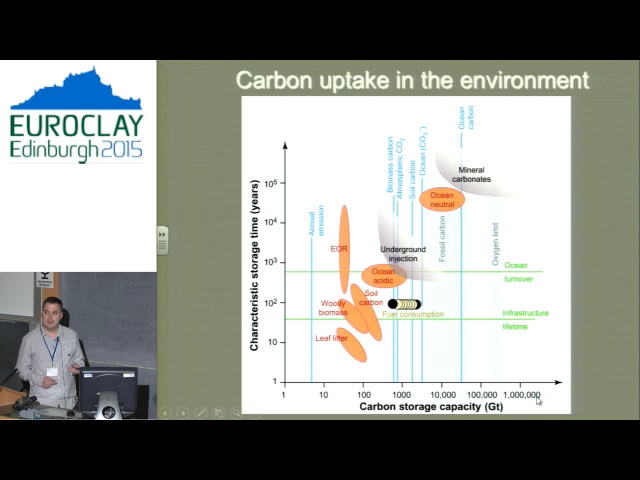 EUROCLAY
Edinburgh2015
Carbon uptake in the environment
Characteristic storage time (years)
10⁵
10⁴
10³
10²
10
1
Annual
emission
Biomass carbon
Atmospheric CO₂
Soil carbon
Ocean (CO₃⁻)
Ocean
carbon
Fossil carbon
Oxygen limit
Mineral
carbonates
Ocean
neutral
EOR
Underground
injection
Ocean
acidic
Ocean
turnover
Soil
carbon
Woody
biomass
Fuel consumption
Infrastructure
lifetime
Leaf litter
1
10
100
1000
10,000
100,000
1,000,000
Carbon storage capacity (Gt)